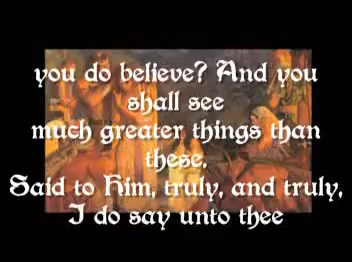 you do believe? And you
shall see
much greater things than
these.
Said to Him, truly, and truly,
I do say unto thee